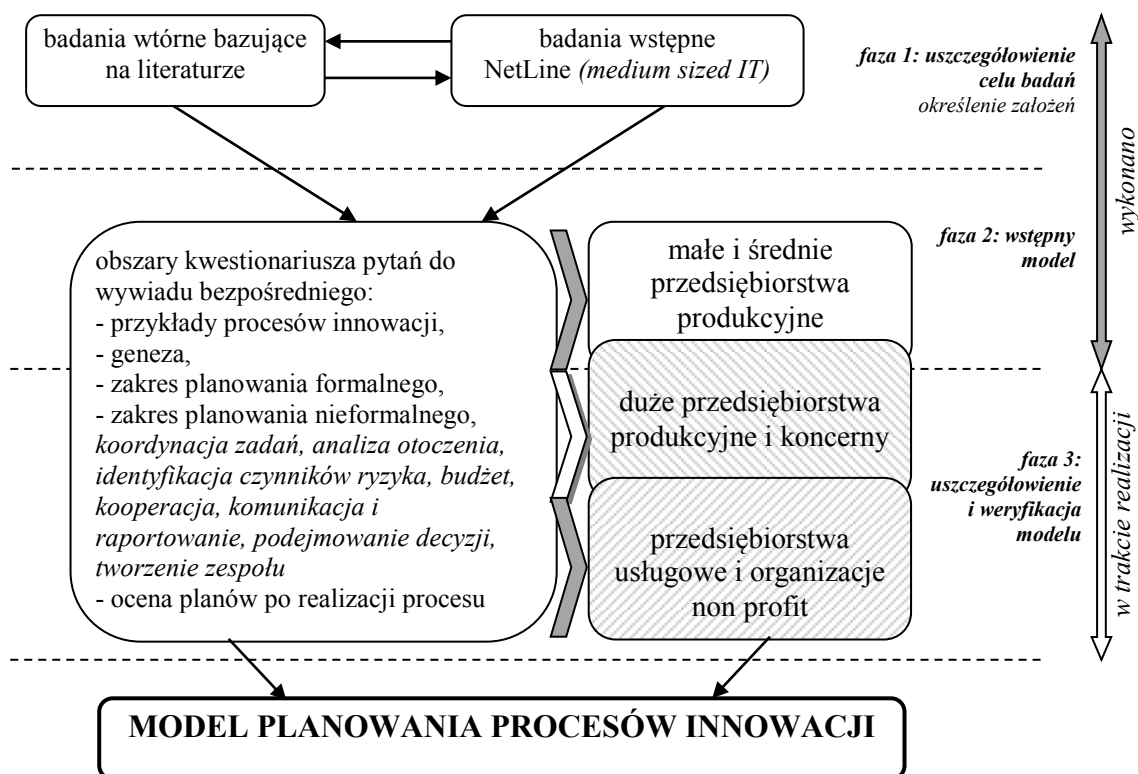 badania wtórne bazujące
na literaturze
badania wstępne
NetLine (medium sized IT)
faza 1: uszczegółowienie
celu badań
określenie założeń
wykonano
faza 2: wstępny
model
obszary kwestionariusza pytań do
wywiadu bezpośredniego:
- przykłady procesów innowacji,
- geneza,
- zakres planowania formalnego,
- zakres planowania nieformalnego,
koordynacja zadań, analiza otoczenia,
identyfikacja czynników ryzyka, budżet,
kooperacja, komunikacja i
raportowanie, podejmowanie decyzji,
tworzenie zespołu
- ocena planów po realizacji procesu
małe i średnie
przedsiębiorstwa
produkcyjne
duże przedsiębiorstwa
produkcyjne i koncerny
przedsiębiorstwa
usługowe i organizacje
non profit
faza 3:
uszczegółowienie
i weryfikacja
modelu
w trakcie realizacji
MODEL PLANOWANIA PROCESÓW INNOWACJI